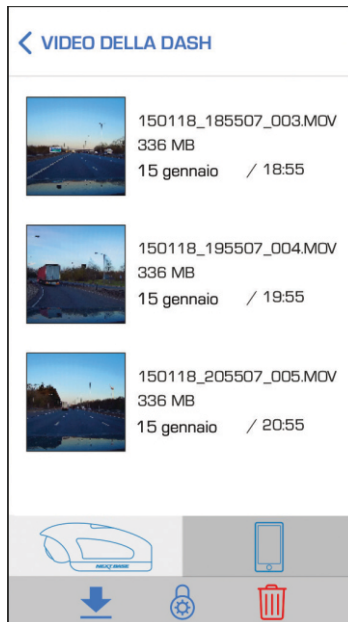 VIDEO DELLA DASH
150118_185507_003.MOV
336 MB
15 gennaio / 18:55
150118_195507_004.MOV
336 MB
15 gennaio / 19:55
150118_205507_005.MOV
336 MB
15 gennaio / 20:55
NEXTBASE